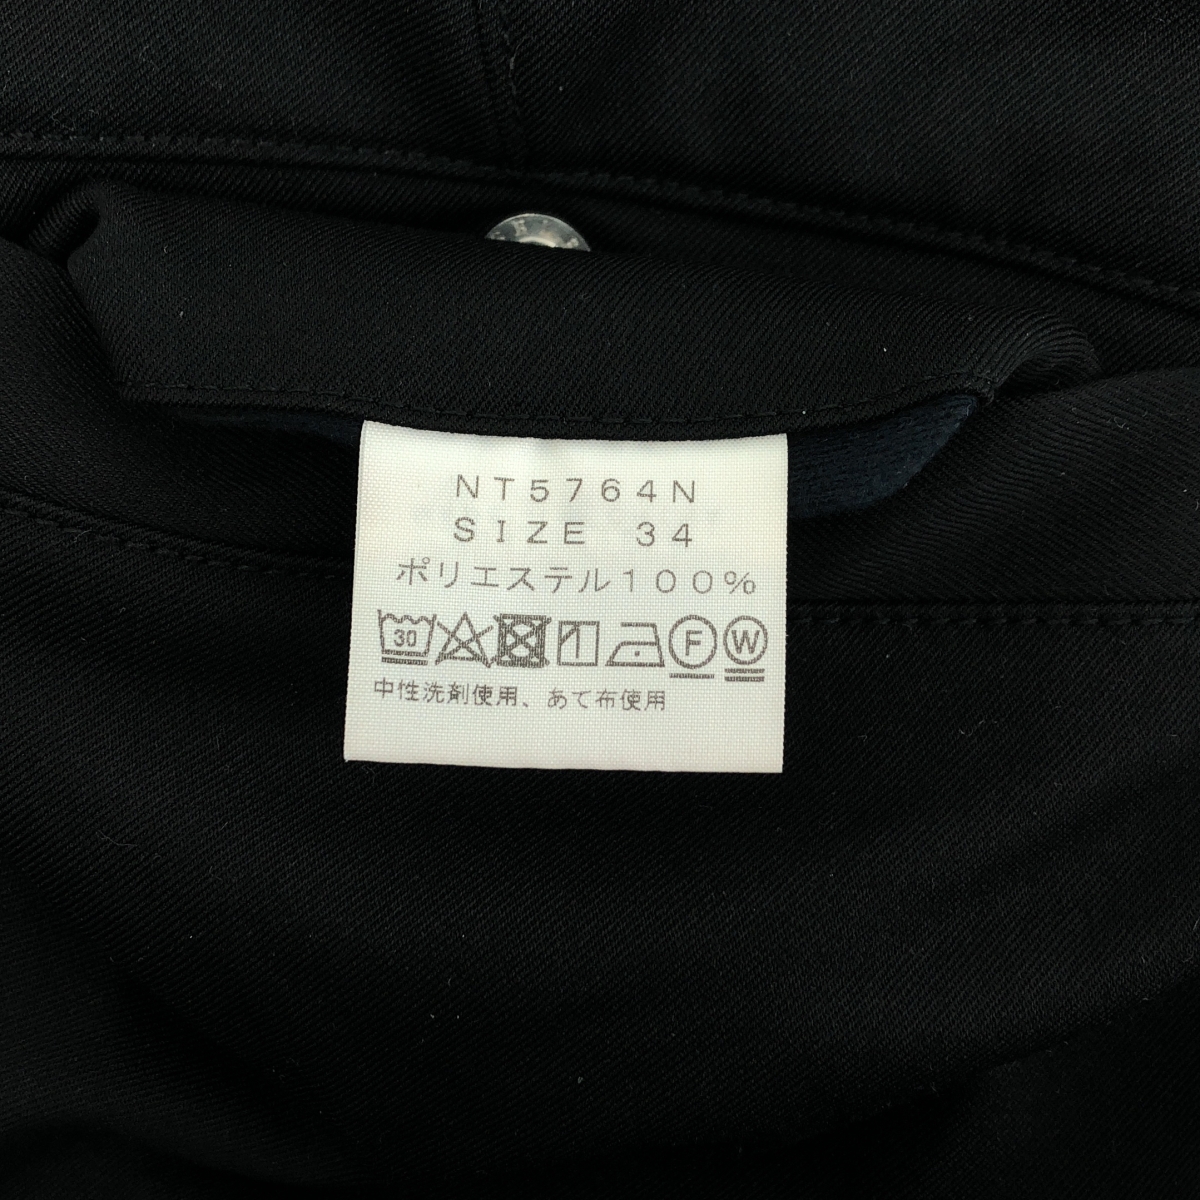 NT5764N
SIZE 34
ポリエステル100%
30 F W
中性洗剤使用、あて布使用